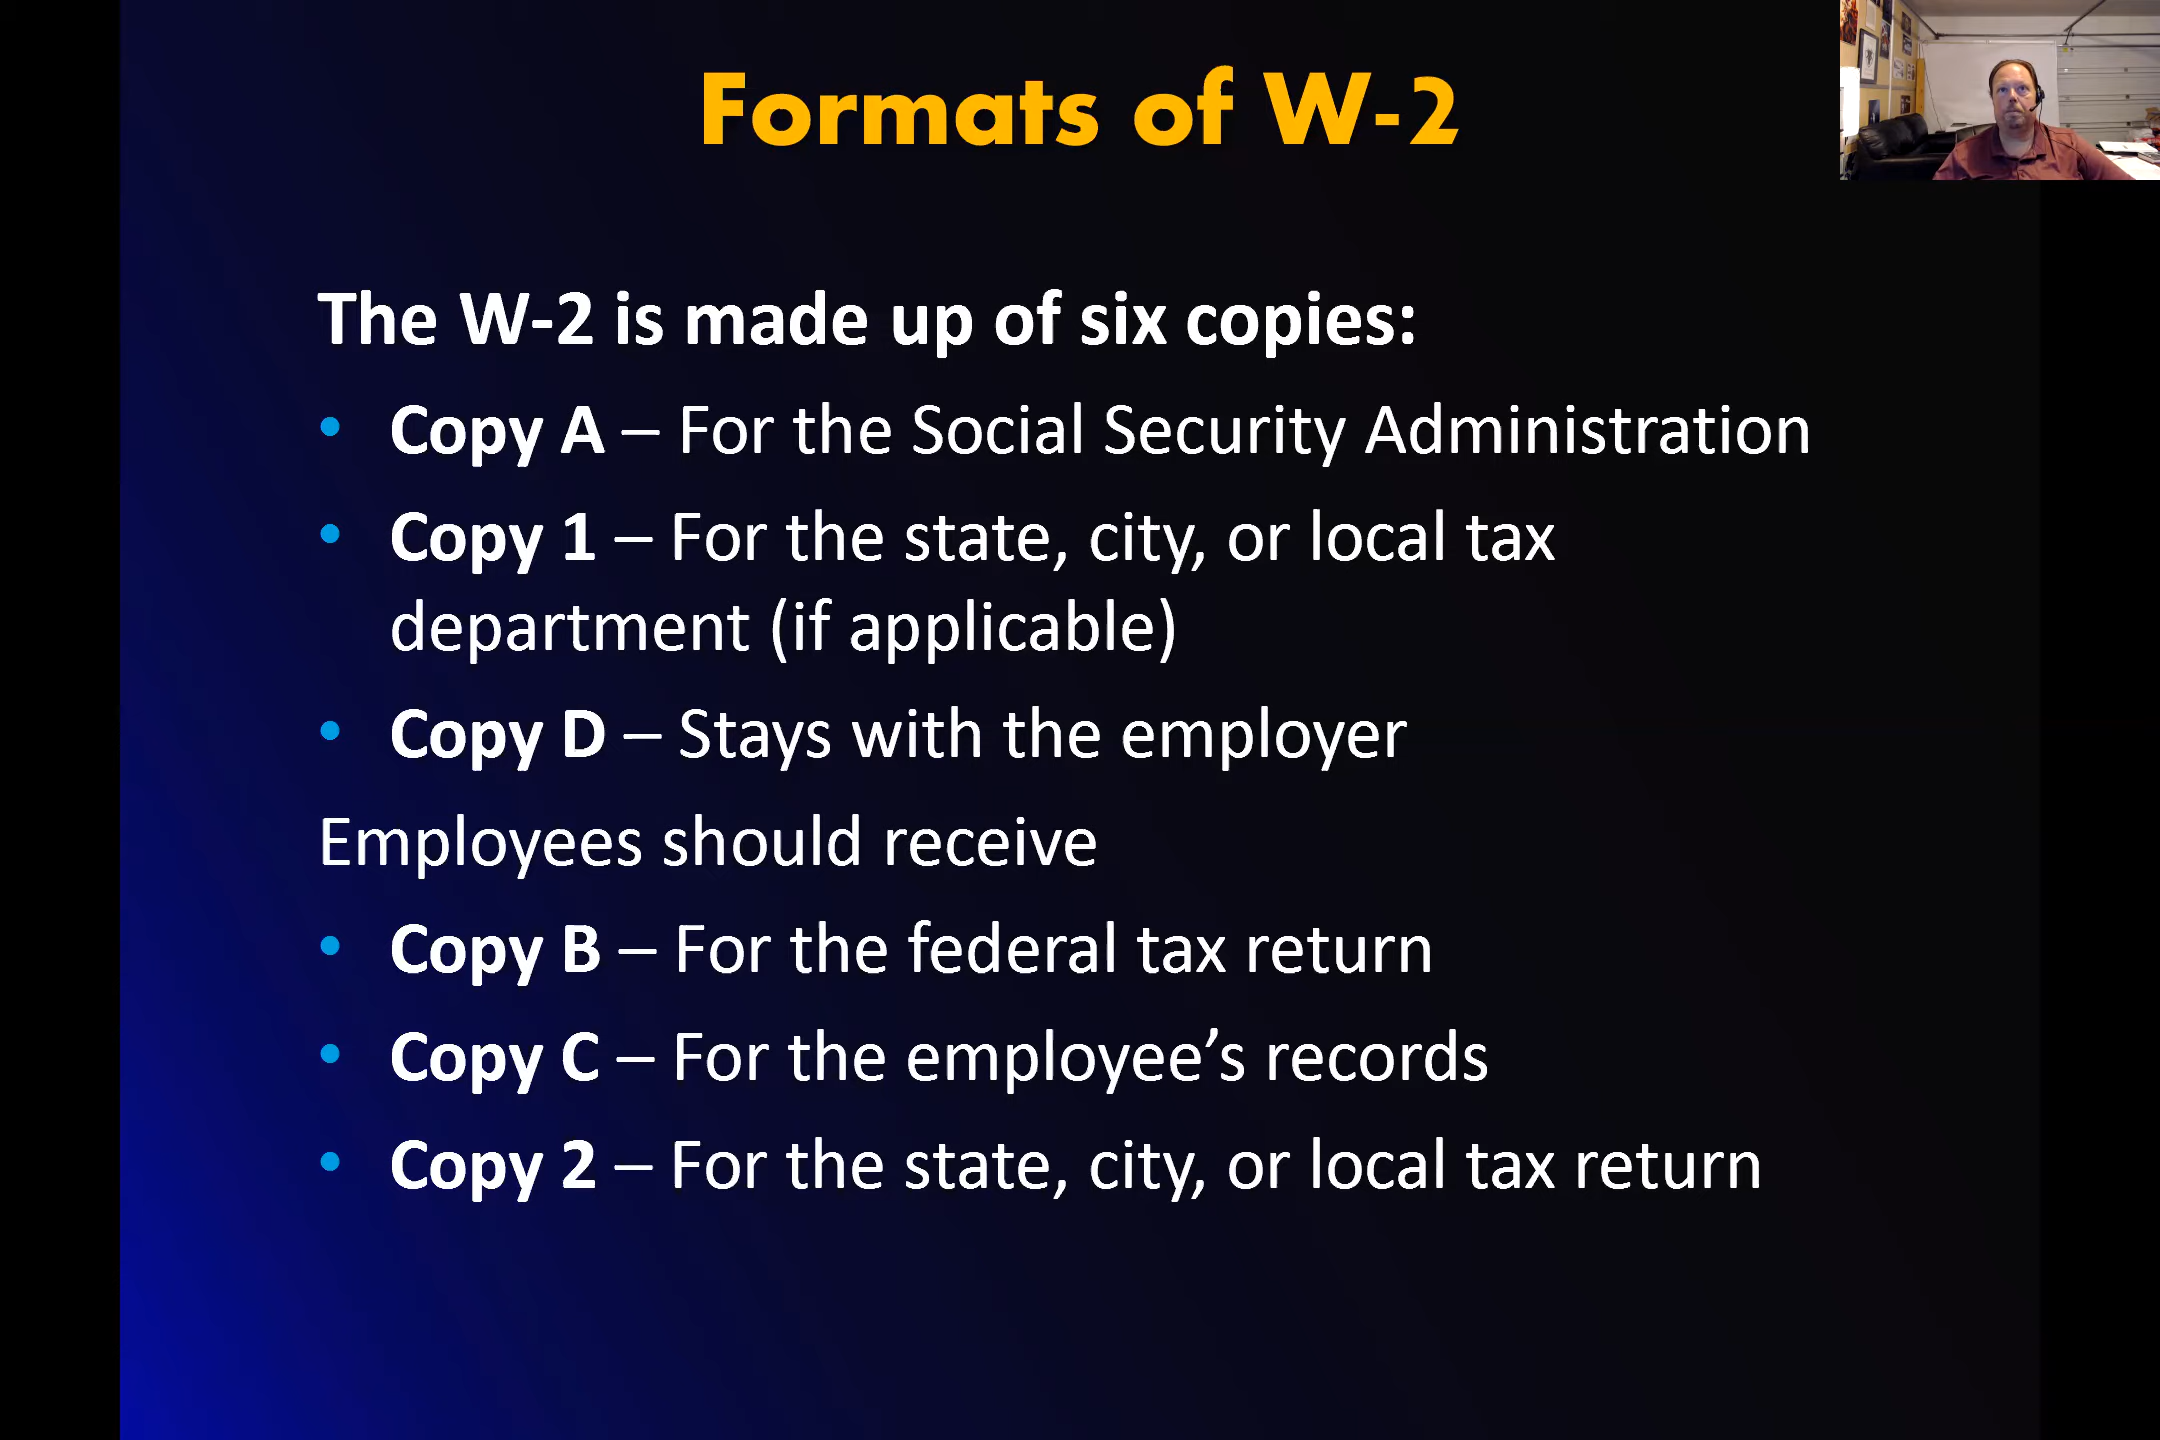 Formats of W-2
The W-2 is made up of six copies:
• Copy A – For the Social Security Administration
• Copy 1 – For the state, city, or local tax
department (if applicable)
• Copy D – Stays with the employer
Employees should receive
• Copy B – For the federal tax return
• Copy C – For the employee’s records
• Copy 2 – For the state, city, or local tax return